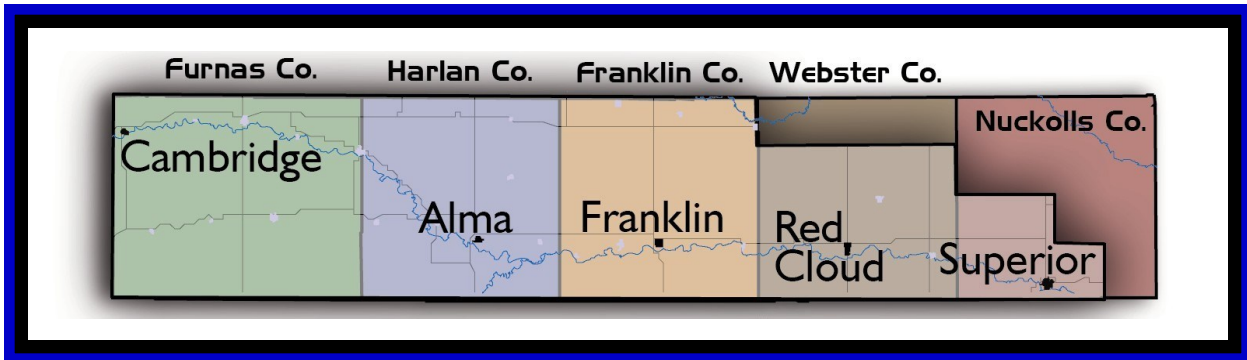 Furnas Co.
Harlan Co.
Franklin Co.
Webster Co.
Nuckolls Co.
Cambridge
Alma
Franklin
Red
Cloud
Superior